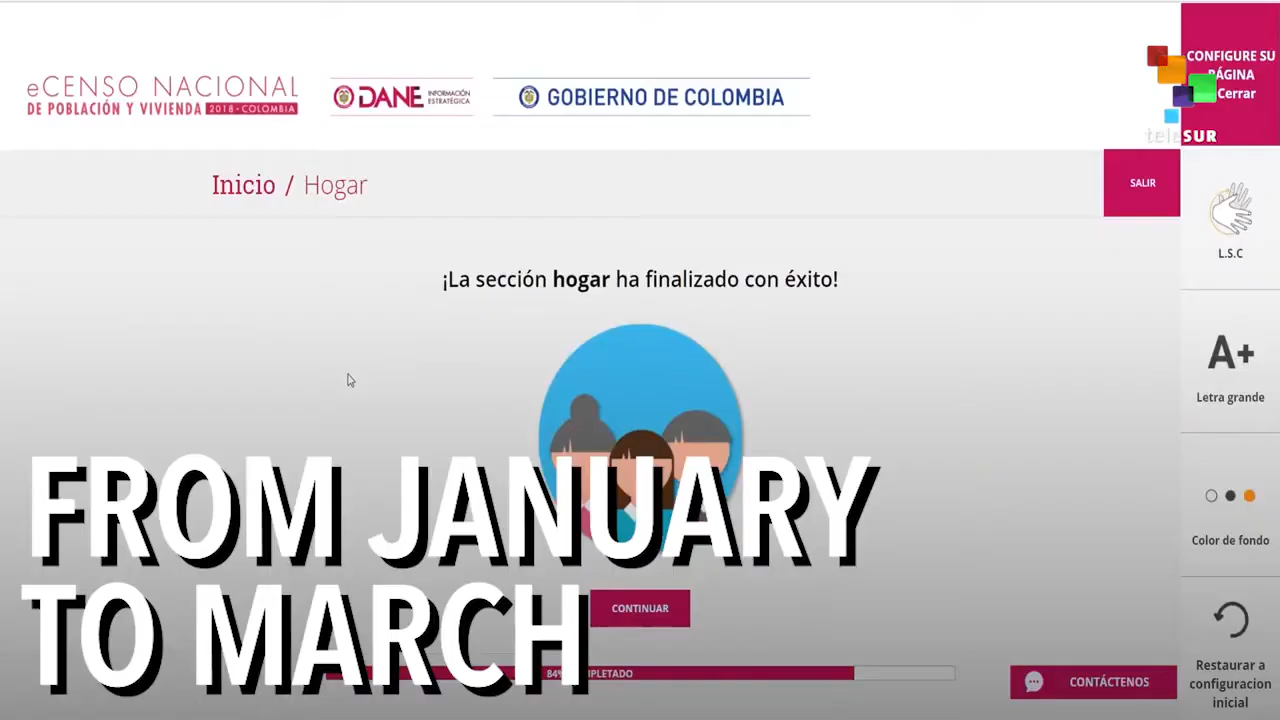 eCENSO NACIONAL
DE POBLACIÓN Y VIVIENDA 2018 - COLOMBIA
DANE INFORMACIÓN
ESTRATÉGICA
GOBIERNO DE COLOMBIA
CONFIGURE SU
PÁGINA
Cerrar
teleSUR
Inicio / Hogar
SALIR
L.S.C
¡La sección hogar ha finalizado con éxito!
A+
Letra grande
Color de fondo
FROM JANUARY
TO MARCH
CONTINUAR
84%
CONTÁCTENOS
Restaurar a
configuracion
inicial